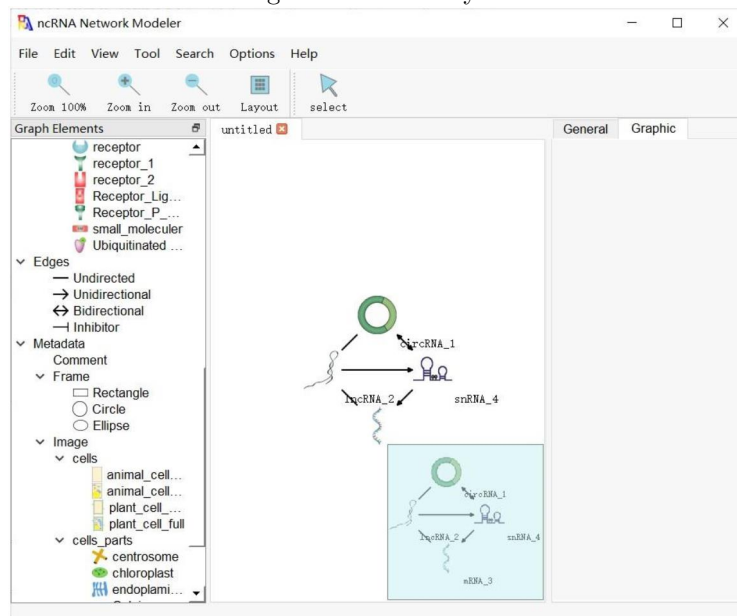 ncRNA Network Modeler
File Edit View Tool Search Options Help
Zoom 100% Zoom in Zoom out Layout select
Graph Elements
untitled
General Graphic
receptor
receptor_1
receptor_2
Receptor_Lig...
Receptor_P_...
small_moleculer
Ubiquitinated ...
Edges
Undirected
Unidirectional
Bidirectional
Inhibitor
Metadata
Comment
Frame
Rectangle
Circle
Ellipse
Image
cells
animal_cell...
animal_cell...
plant_cell_...
plant_cell_full
cells_parts
centrosome
chloroplast
endoplami...
circRNA_1
lncRNA_2
snRNA_4
circRNA_1
lncRNA_2
snRNA_4
mRNA_3